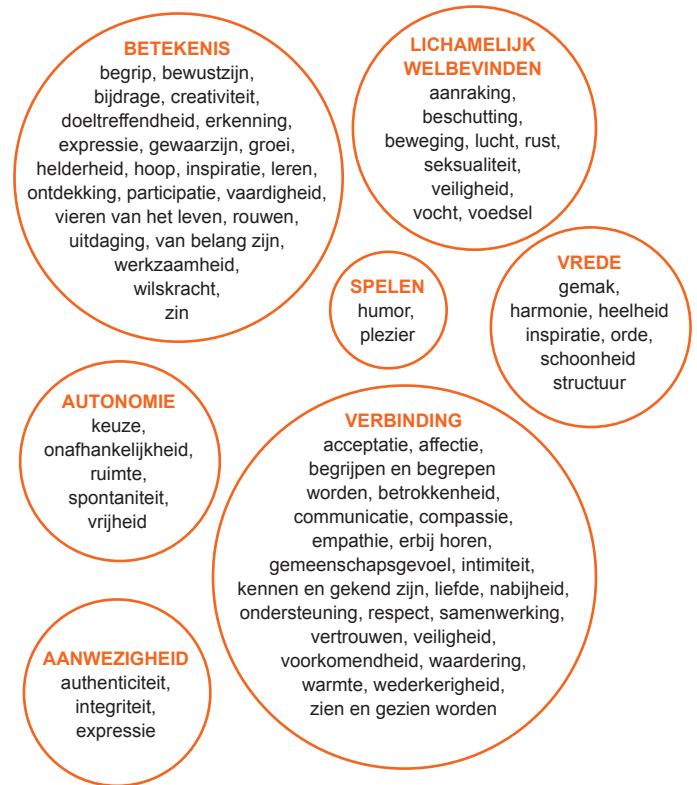 BETEKENIS
begrip, bewustzijn,
bijdrage, creativiteit,
doeltreffendheid, erkenning,
expressie, gewaarzijn, groei,
helderheid, hoop, inspiratie, leren,
ontdekking, participatie, vaardigheid,
vieren van het leven, rouwen,
uitdaging, van belang zijn,
werkzaamheid,
wilskracht,
zin
LICHAMELIJK
WELBEVINDEN
aanraking,
beschutting,
beweging, lucht, rust,
seksualiteit,
veiligheid,
vocht, voedsel
SPELEN
humor,
plezier
VREDE
gemak,
harmonie, heelheid
inspiratie, orde,
schoonheid
structuur
AUTONOMIE
keuze,
onafhankelijkheid,
ruimte,
spontaniteit,
vrijheid
VERBINDING
acceptatie, affectie,
begrijpen en begrepen
worden, betrokkenheid,
communicatie, compassie,
empathie, erbij horen,
gemeenschapsgevoel, intimiteit,
kennen en gekend zijn, liefde, nabijheid,
ondersteuning, respect, samenwerking,
vertrouwen, veiligheid,
voorkomendheid, waardering,
warmte, wederkerigheid,
zien en gezien worden
AANWEZIGHEID
authenticiteit,
integriteit,
expressie